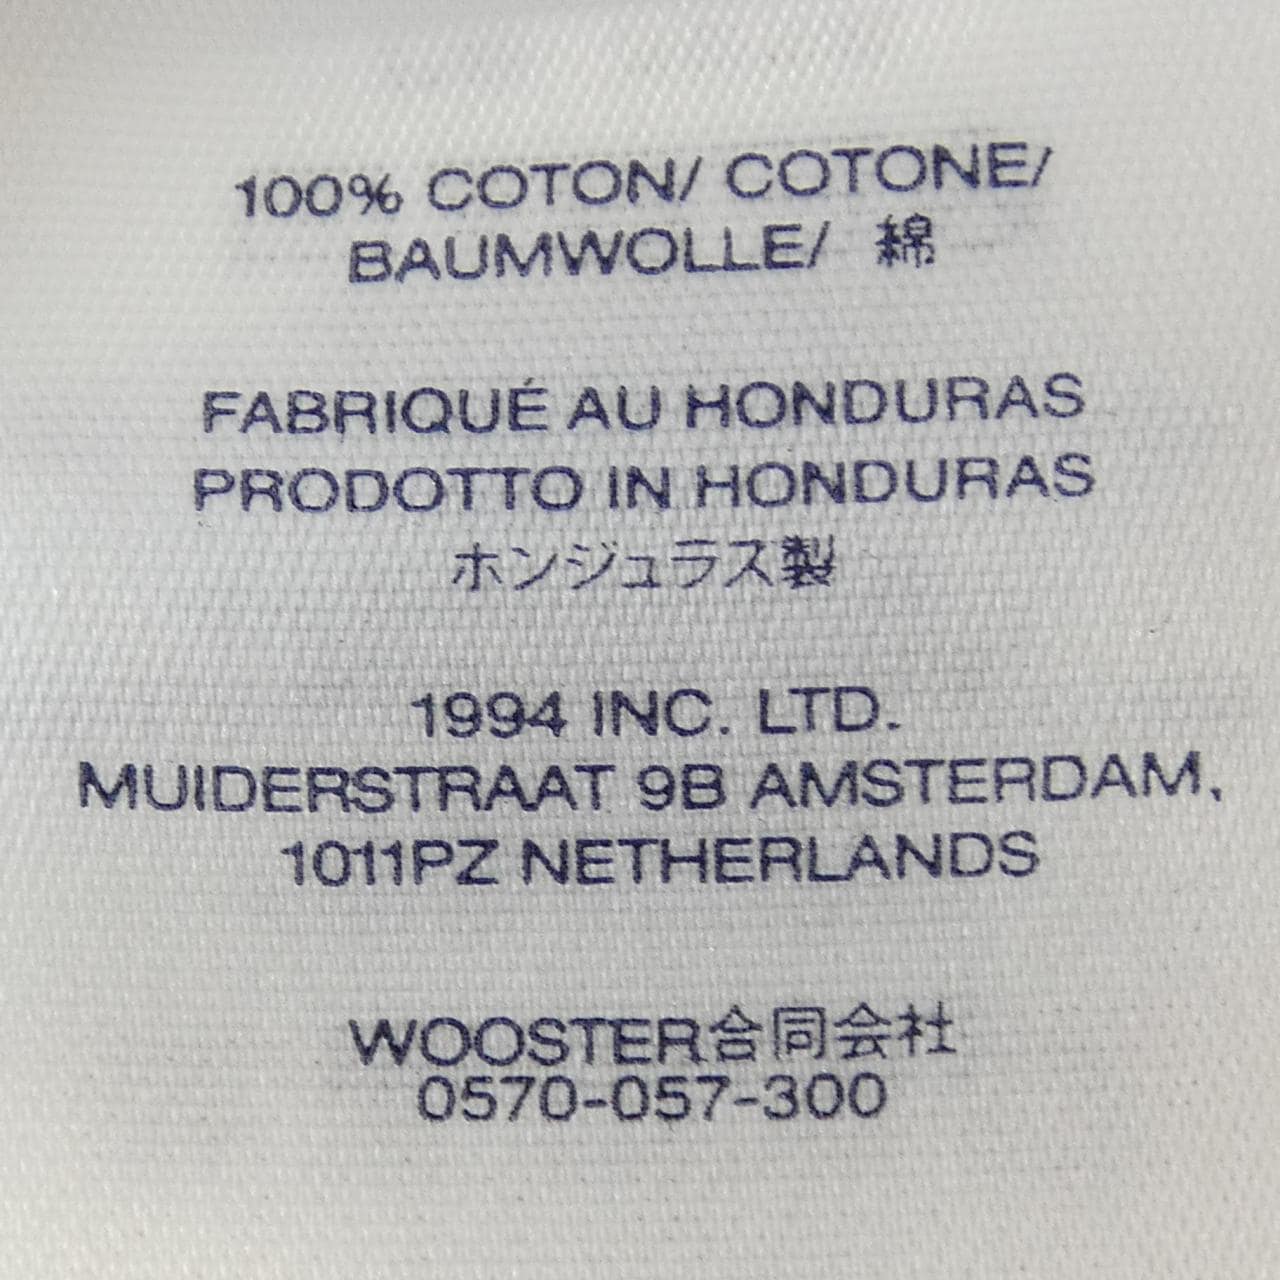 100% COTON/ COTONE/
BAUMWOLLE/ 綿
FABRIQUÉ AU HONDURAS
PRODOTTO IN HONDURAS
ホンジュラス製
1994 INC. LTD.
MUIDERSTRAAT 9B AMSTERDAM,
1011PZ NETHERLANDS
WOOSTER合同会社
0570-057-300